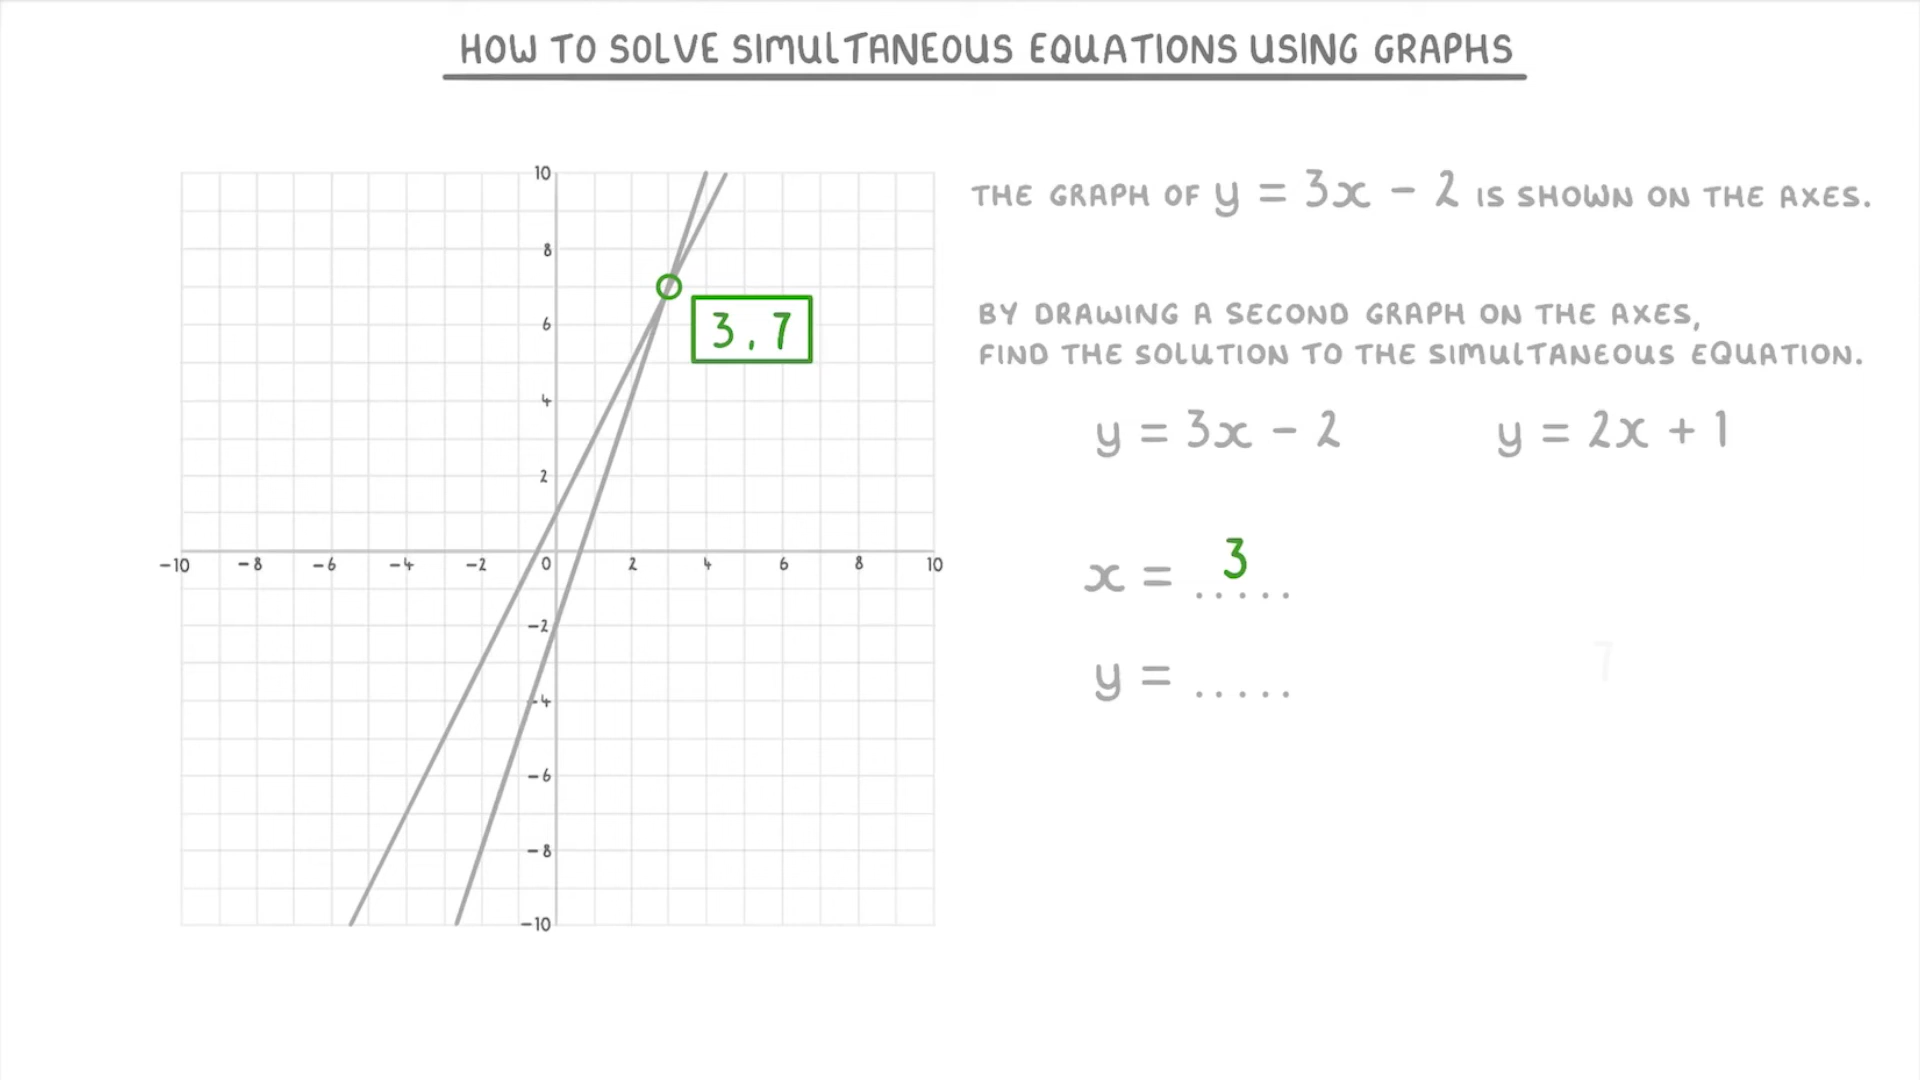 HOW TO SOLVE SIMULTANEOUS EQUATIONS USING GRAPHS
THE GRAPH OF y = 3x - 2 IS SHOWN ON THE AXES.
BY DRAWING A SECOND GRAPH ON THE AXES,
FIND THE SOLUTION TO THE SIMULTANEOUS EQUATION.
y = 3x - 2
y = 2x + 1
x = 3 .....
y = .....
7
10
8
6
4
2
-10 -8 -6 -4 -2 0 2 4 6 8 10
-2
-4
-6
-8
-10
3, 7